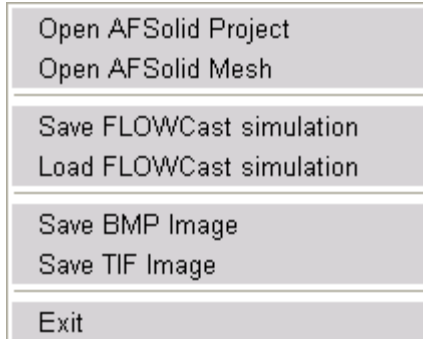 Open AFSolid Project
Open AFSolid Mesh
Save FLOWCast simulation
Load FLOWCast simulation
Save BMP Image
Save TIF Image
Exit